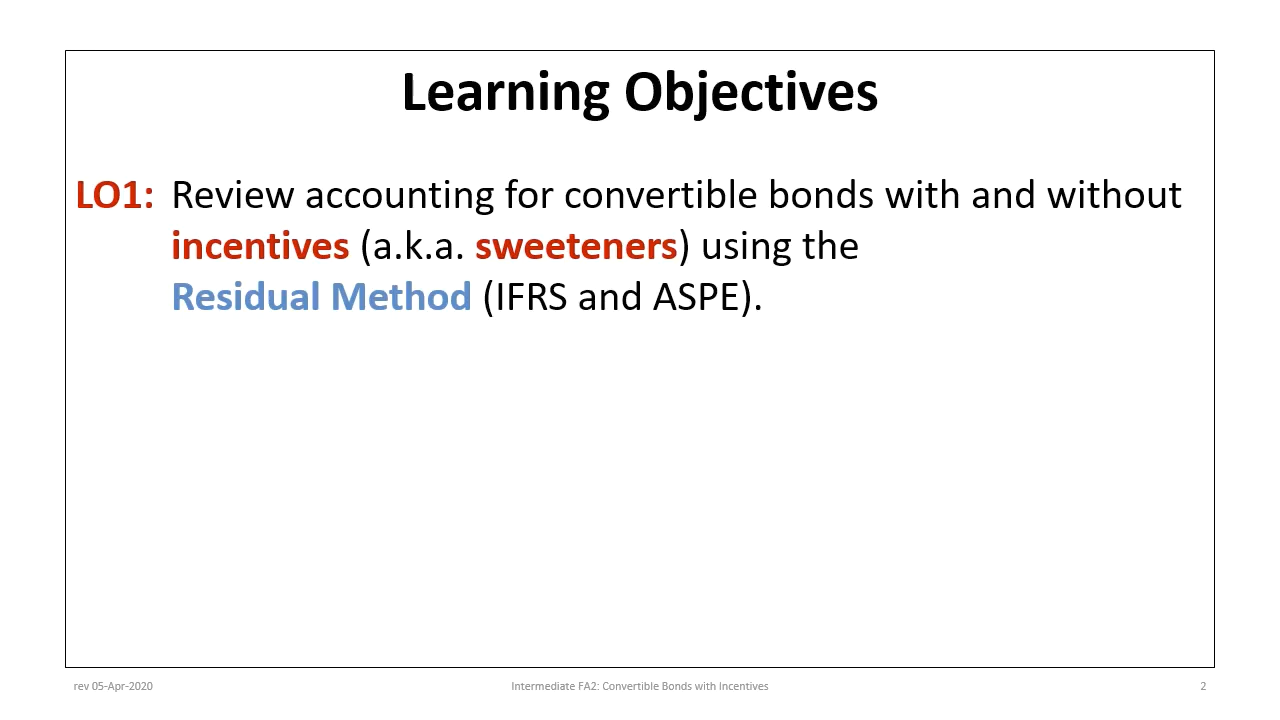 Learning Objectives
LO1: Review accounting for convertible bonds with and without
incentives (a.k.a. sweeteners) using the
Residual Method (IFRS and ASPE).
rev 05-Apr-2020
Intermediate FA2: Convertible Bonds with Incentives
2